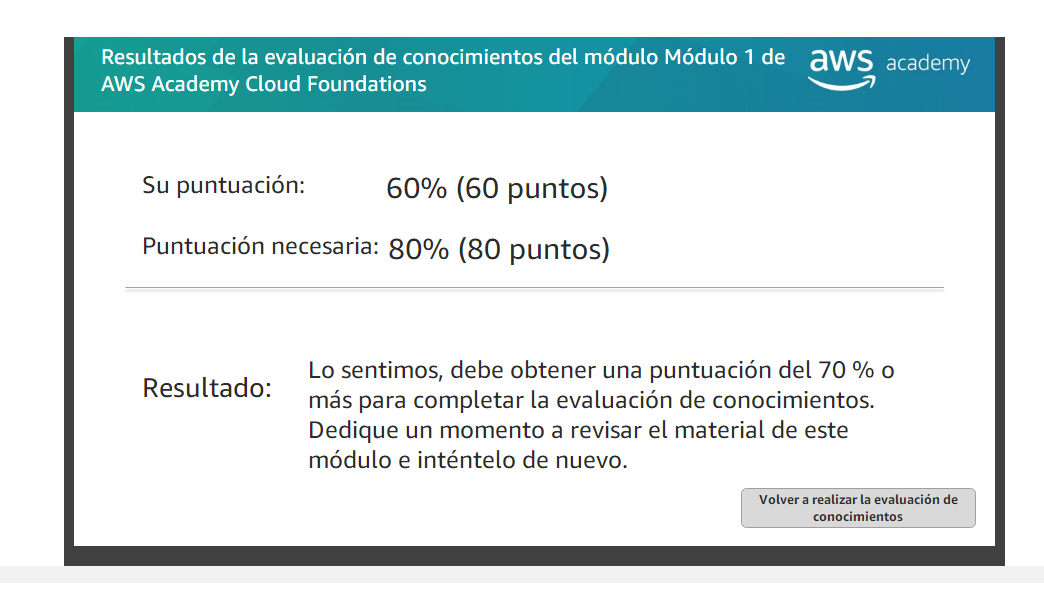 Resultados de la evaluación de conocimientos del módulo Módulo 1 de
AWS Academy Cloud Foundations
aws academy
Su puntuación: 60% (60 puntos)
Puntuación necesaria: 80% (80 puntos)
Resultado:
Lo sentimos, debe obtener una puntuación del 70 % o
más para completar la evaluación de conocimientos.
Dedique un momento a revisar el material de este
módulo e inténtelo de nuevo.
Volver a realizar la evaluación de
conocimientos